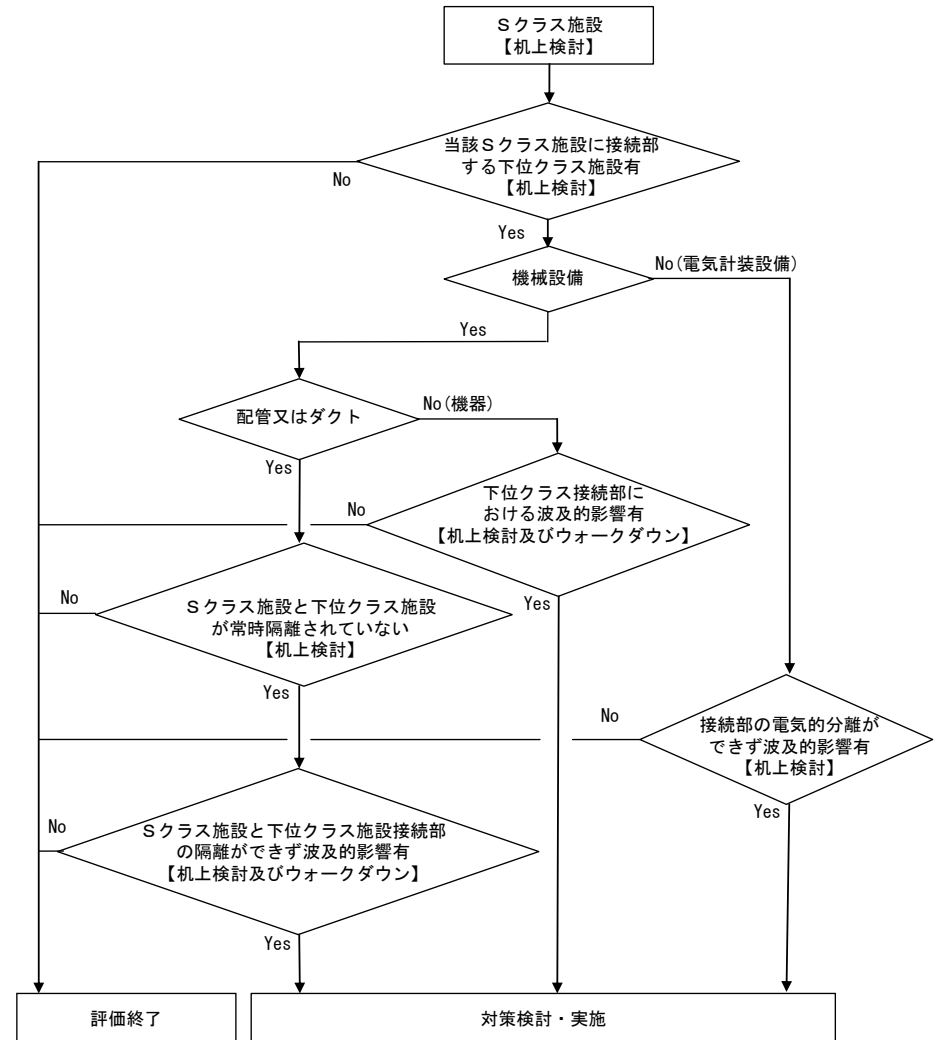 Ｓクラス施設
【机上検討】
当該Ｓクラス施設に接続部
する下位クラス施設有
【机上検討】
No
Yes
機械設備
No(電気計装設備)
Yes
配管又はダクト
No(機器)
Yes
下位クラス接続部に
おける波及的影響有
【机上検討及びウォークダウン】
No
Yes
Ｓクラス施設と下位クラス施設
が常時隔離されていない
【机上検討】
No
Yes
接続部の電気的分離が
できず波及的影響有
【机上検討】
No
Yes
Ｓクラス施設と下位クラス施設接続部
の隔離ができず波及的影響有
【机上検討及びウォークダウン】
No
Yes
評価終了
対策検討・実施